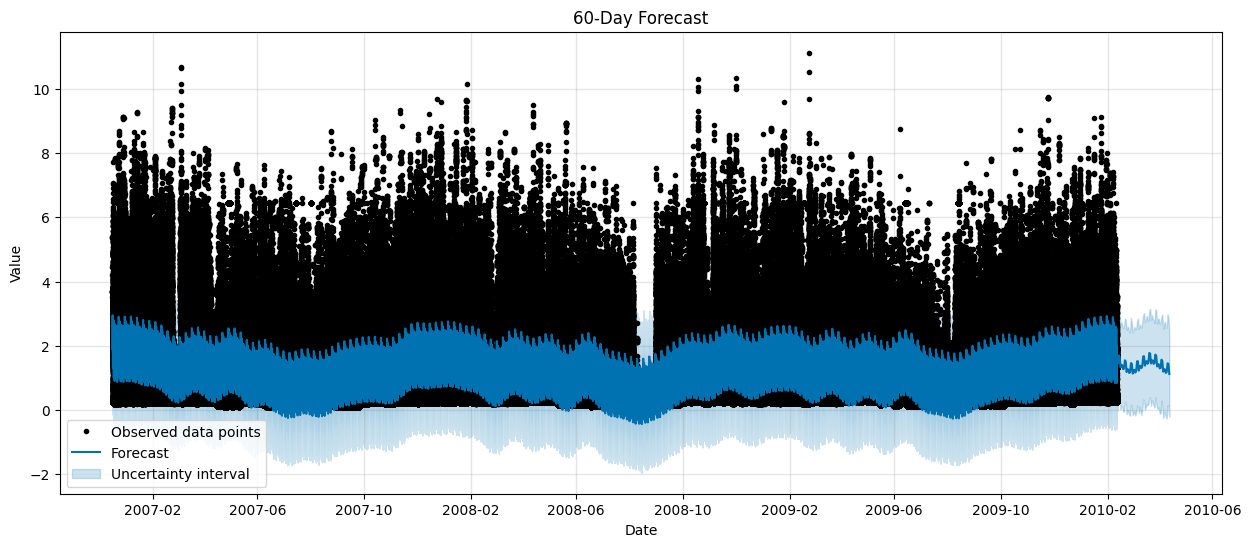 60-Day Forecast
Value
10
8
6
4
2
0
−2
Observed data points
Forecast
Uncertainty interval
2007-02 2007-06 2007-10 2008-02 2008-06 2008-10 2009-02 2009-06 2009-10 2010-02 2010-06
Date